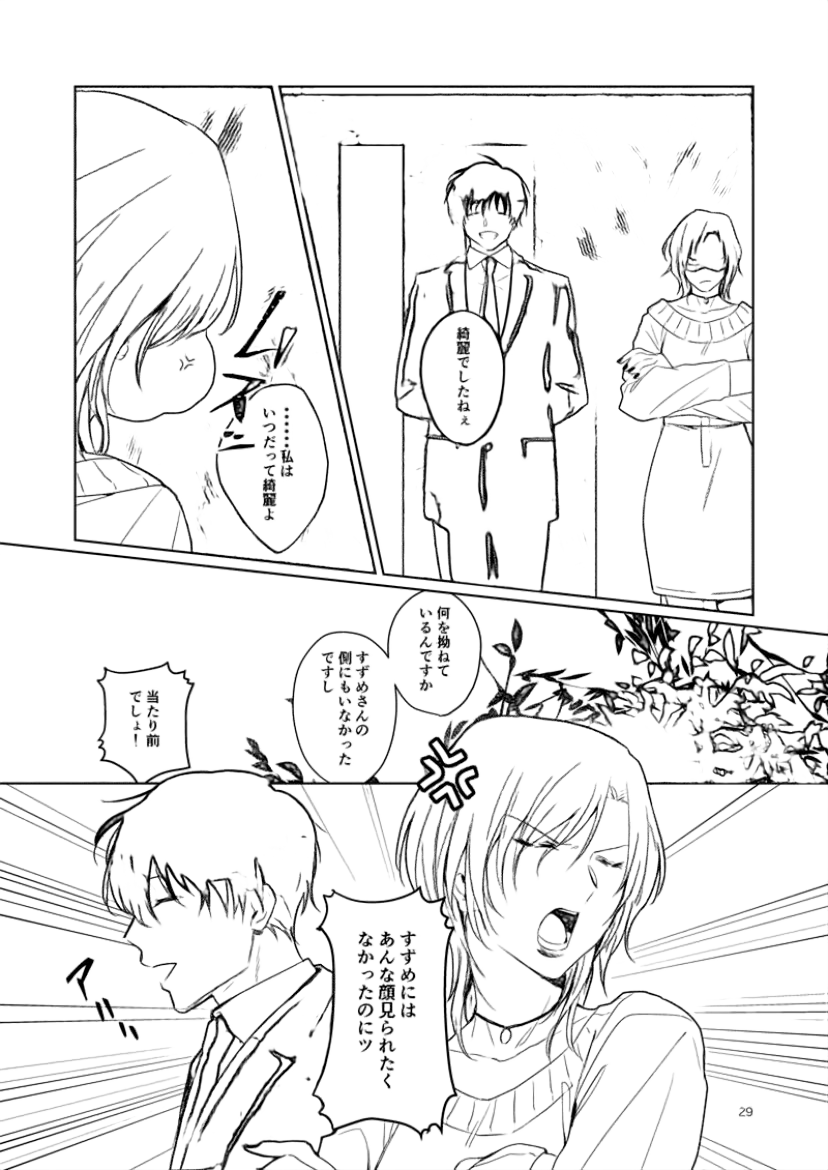 綺麗でしたねぇ
……私は
いつだって綺麗よ
何を拗ねて
いるんですか
すずめさんの
側にもいなかった
ですし
当たり前
でしょ!
すずめには
あんな顔見られたく
なかったのにッ
29